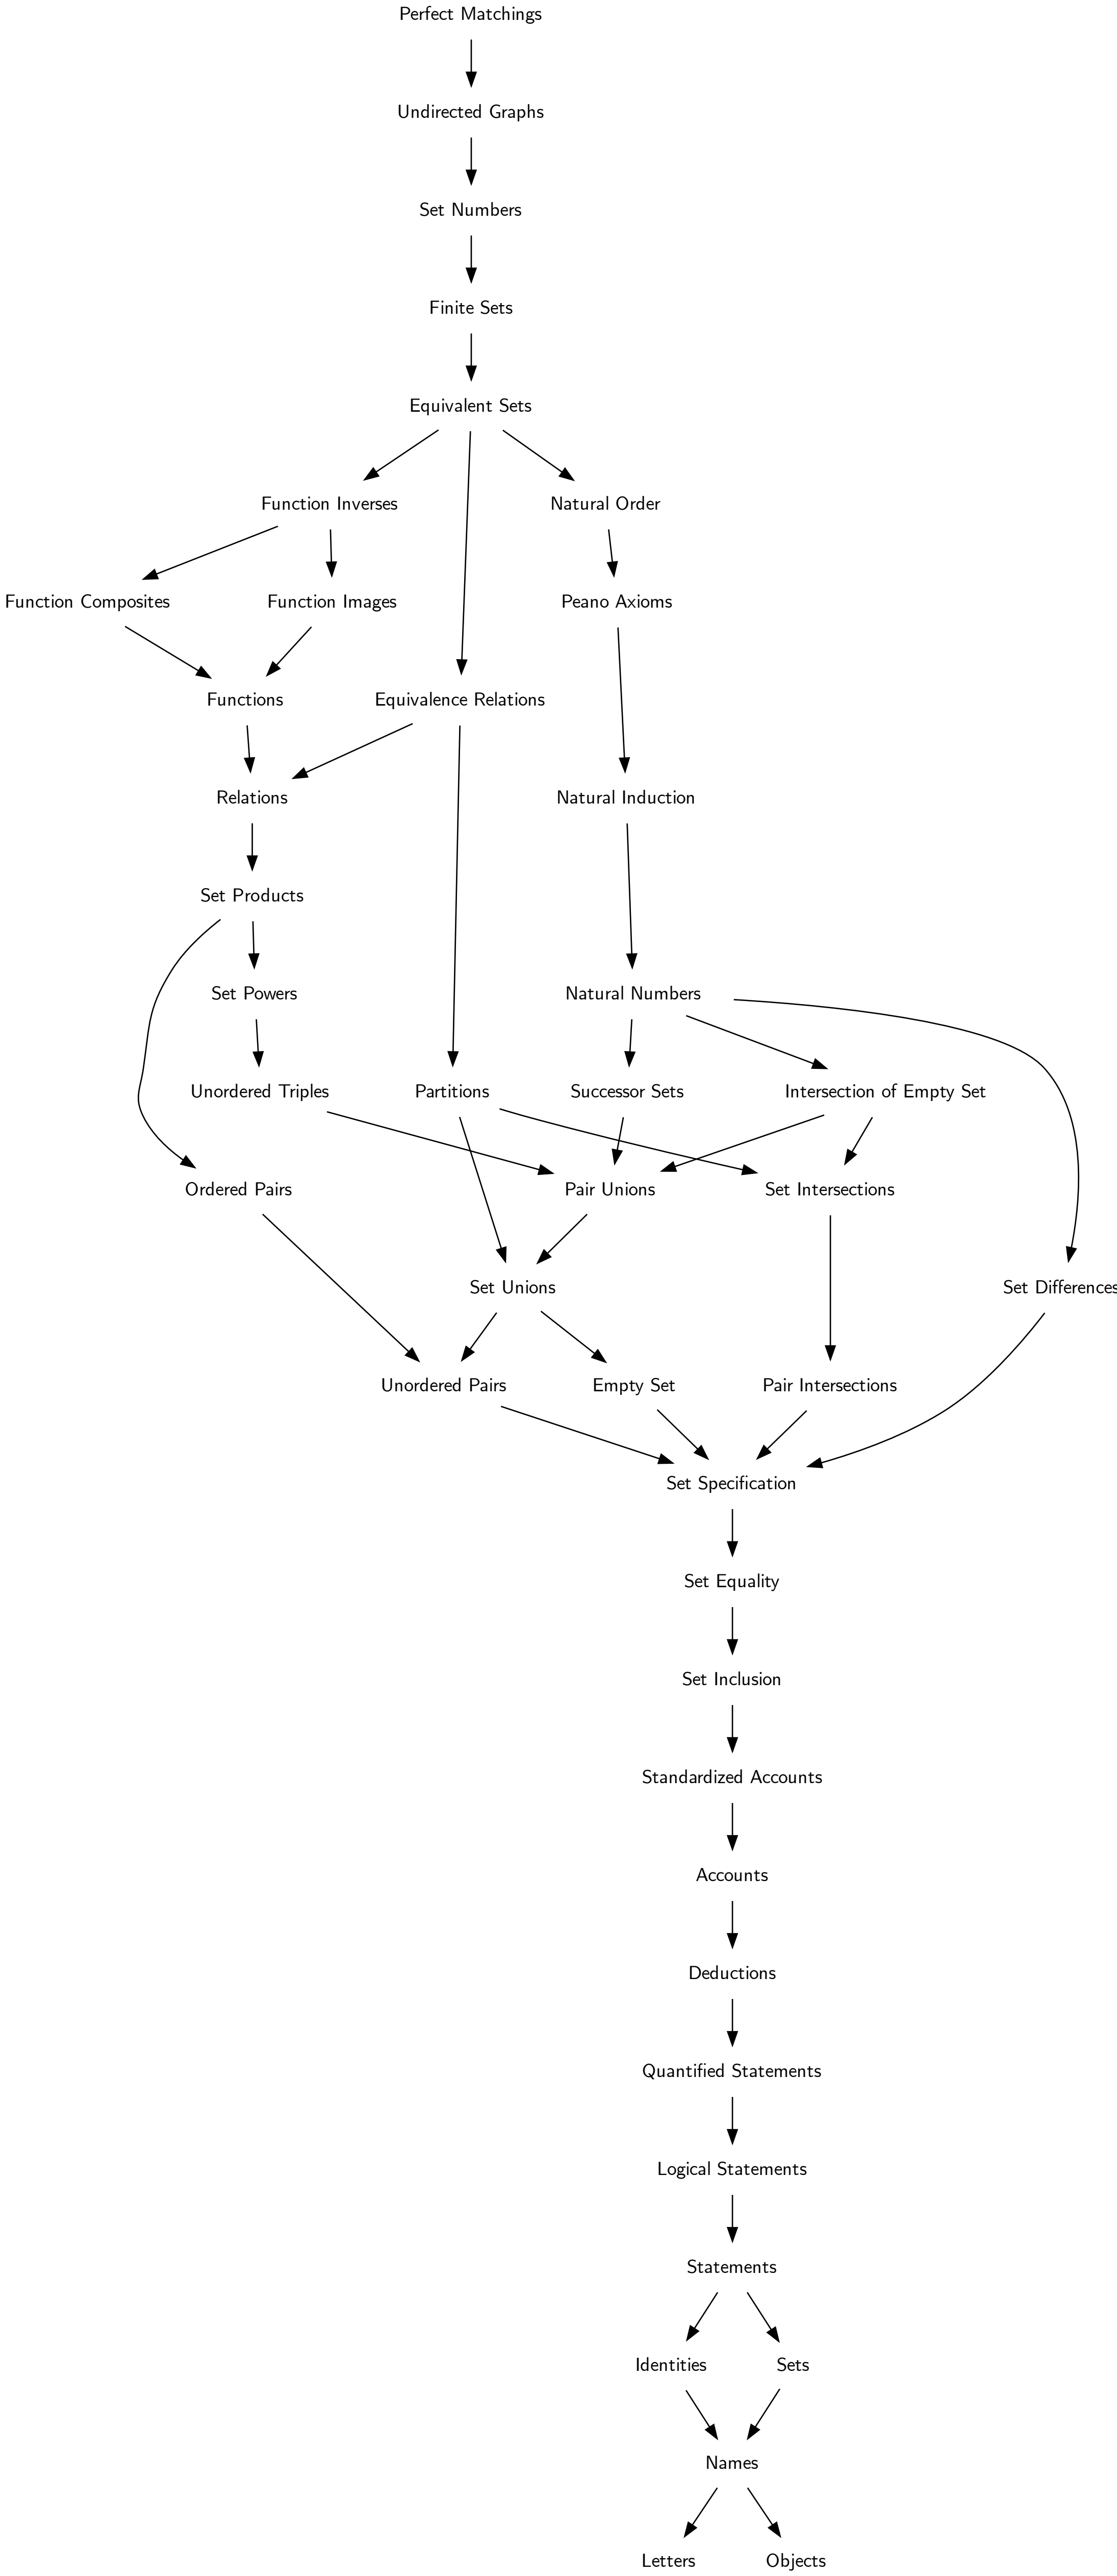 Perfect Matchings
Undirected Graphs
Set Numbers
Finite Sets
Equivalent Sets
Function Inverses
Natural Order
Function Composites
Function Images
Peano Axioms
Functions
Equivalence Relations
Relations
Natural Induction
Set Products
Set Powers
Natural Numbers
Unordered Triples
Partitions
Successor Sets
Intersection of Empty Set
Ordered Pairs
Pair Unions
Set Intersections
Set Unions
Set Differences
Unordered Pairs
Empty Set
Pair Intersections
Set Specification
Set Equality
Set Inclusion
Standardized Accounts
Accounts
Deductions
Quantified Statements
Logical Statements
Statements
Identities
Sets
Names
Letters
Objects